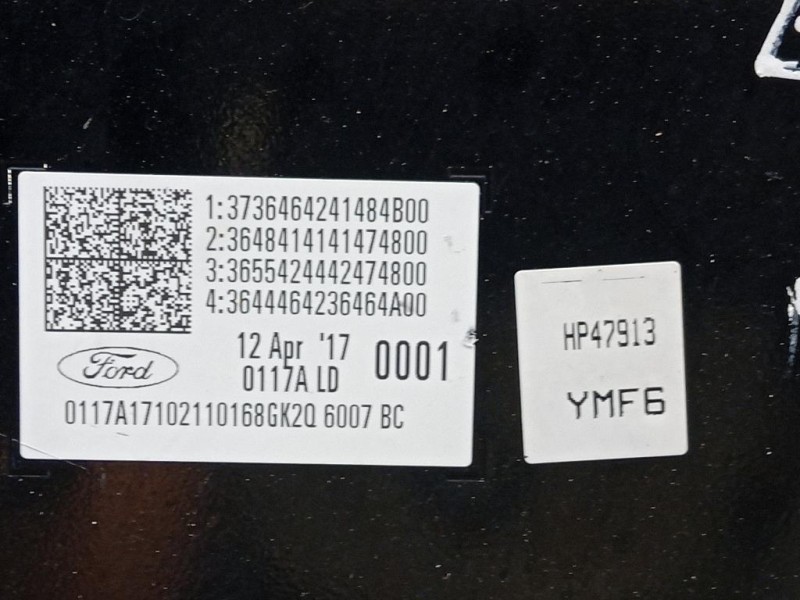 1:3736464241484B00
2:3648414141474800
3:3655424442474800
4:3644464236464A00
Ford
12 Apr '17
0117A LD
0001
0117A17102110168GK2Q 6007 BC
HP47913
YMF6